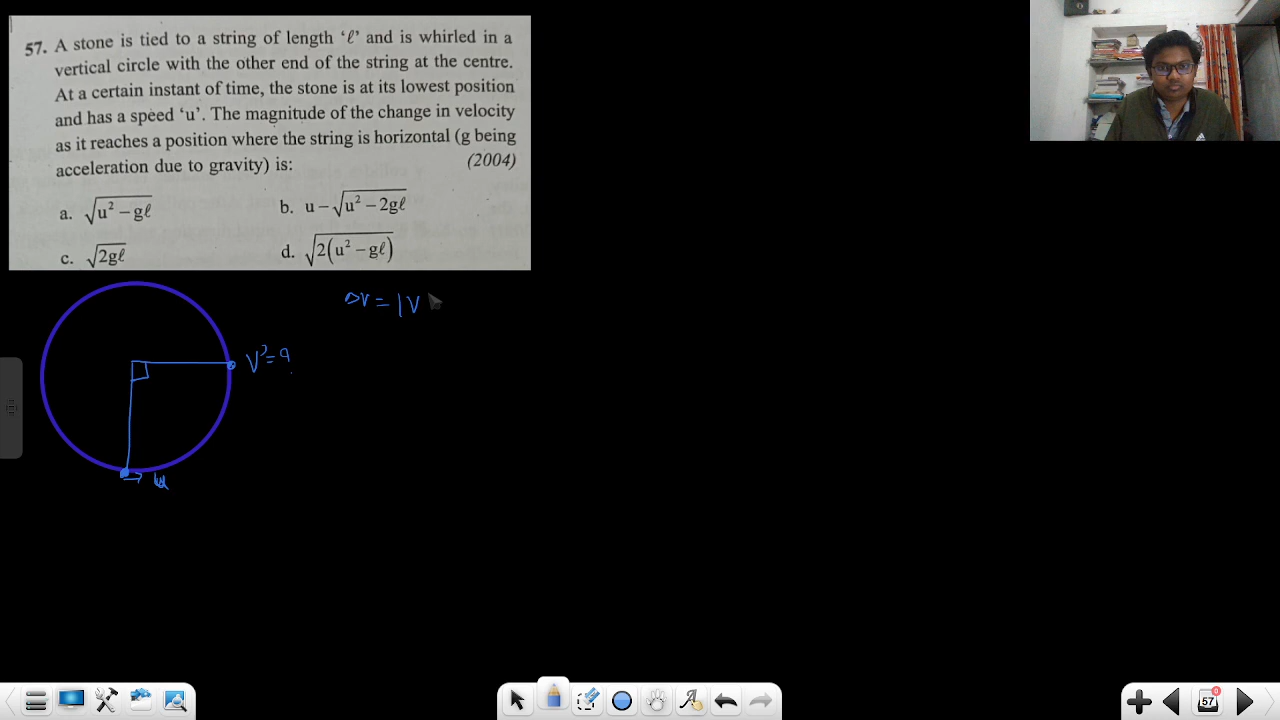 57. A stone is tied to a string of length ‘ℓ’ and is whirled in a
vertical circle with the other end of the string at the centre.
At a certain instant of time, the stone is at its lowest position
and has a speed ‘u’. The magnitude of the change in velocity
as it reaches a position where the string is horizontal (g being
acceleration due to gravity) is: (2004)
a. √(u² – gℓ) b. u – √(u² – 2gℓ)
c. √(2gℓ) d. √(2(u² – gℓ))
ΔV = |V
V = ?
u
57